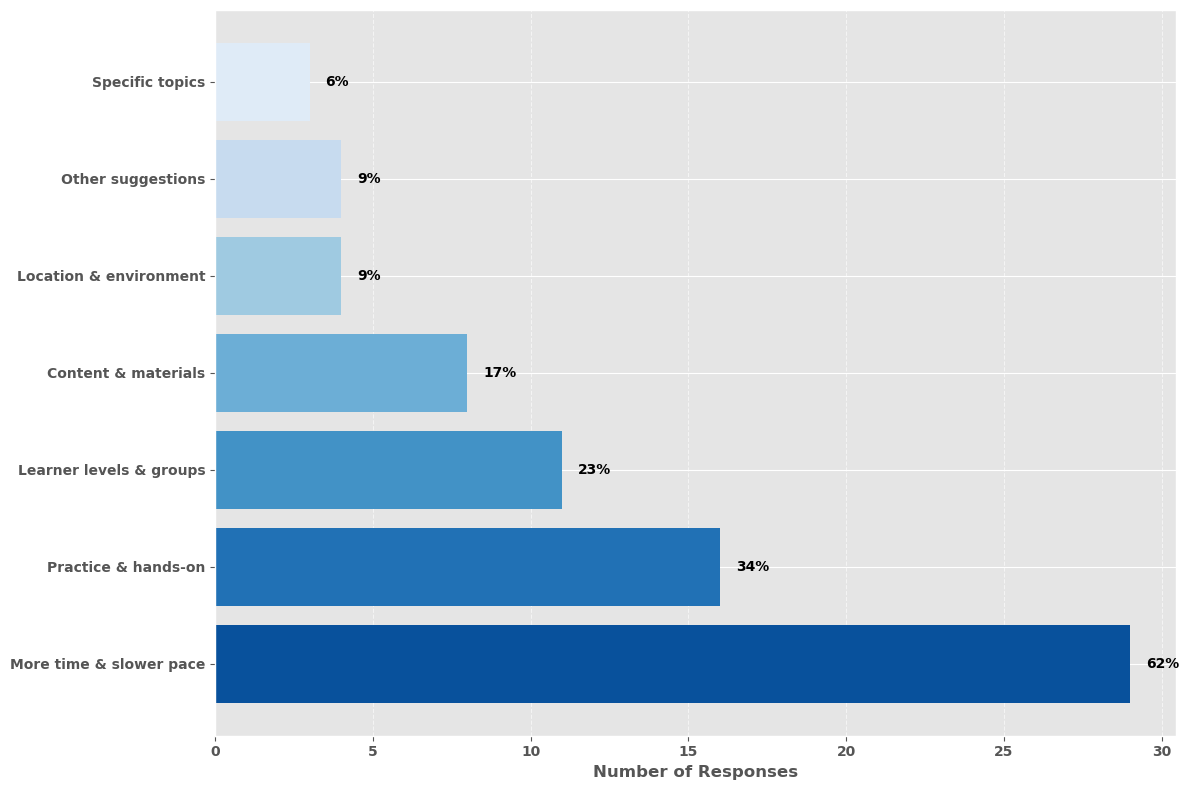 Specific topics 6%
Other suggestions 9%
Location & environment 9%
Content & materials 17%
Learner levels & groups 23%
Practice & hands-on 34%
More time & slower pace 62%
0 5 10 15 20 25 30
Number of Responses